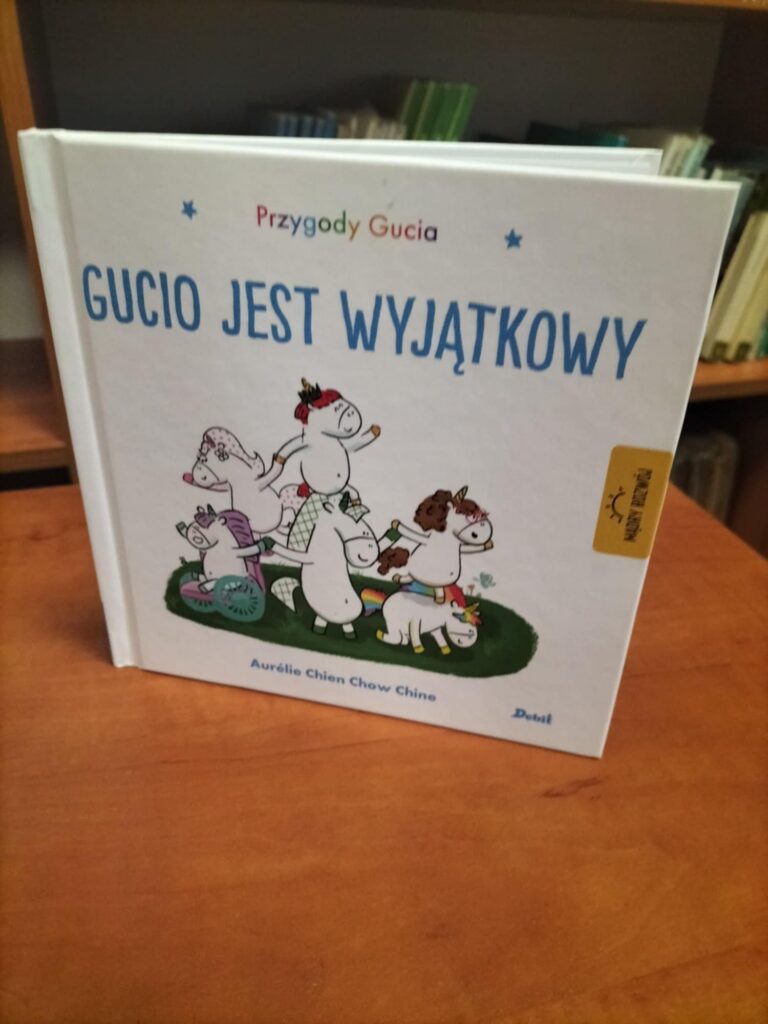 Przygody Gucia
GUCIO JEST WYJĄTKOWY
Aurélie Chien Chow Chine
Debit